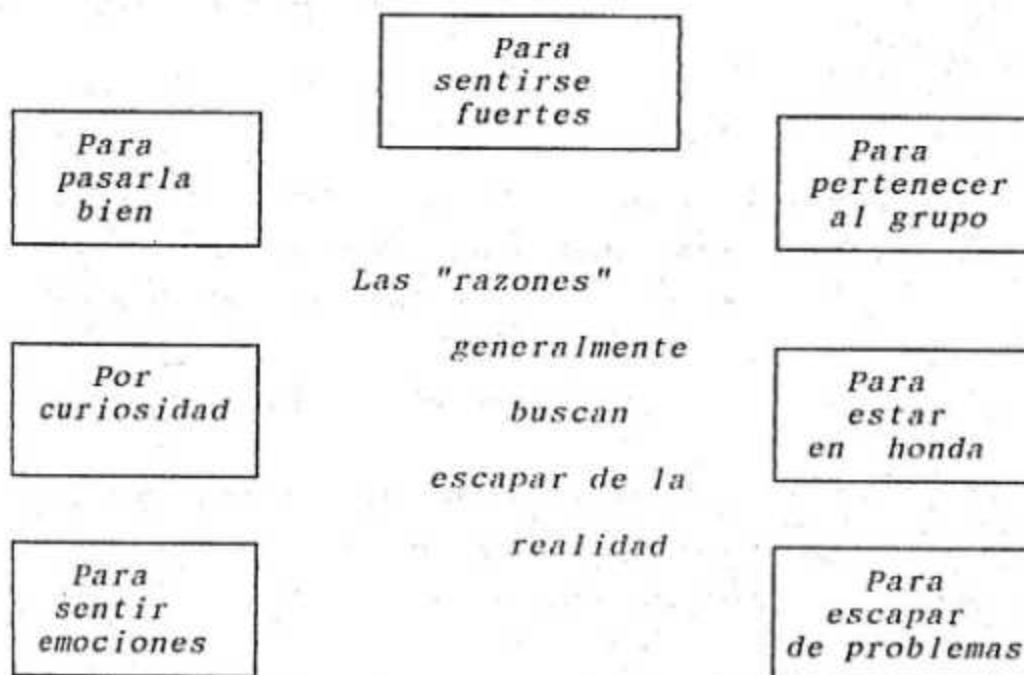 Para
sentirse
fuertes
Para
pasarla
bien
Para
pertenecer
al grupo
Las "razones"
generalmente
buscan
escapar de la
realidad
Por
curiosidad
Para
estar
en honda
Para
sentir
emociones
Para
escapar
de problemas